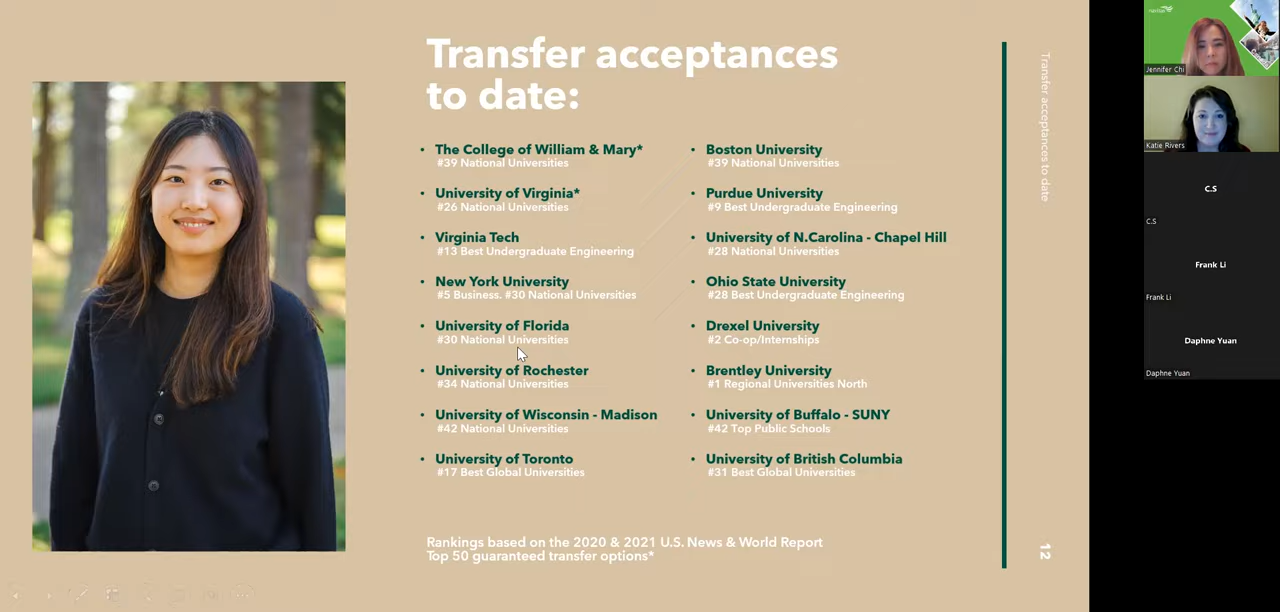 Transfer acceptances
to date:
• The College of William & Mary*
#39 National Universities
• University of Virginia*
#26 National Universities
• Virginia Tech
#13 Best Undergraduate Engineering
• New York University
#5 Business. #30 National Universities
• University of Florida
#30 National Universities
• University of Rochester
#34 National Universities
• University of Wisconsin - Madison
#42 National Universities
• University of Toronto
#17 Best Global Universities
• Boston University
#39 National Universities
• Purdue University
#9 Best Undergraduate Engineering
• University of N.Carolina - Chapel Hill
#28 National Universities
• Ohio State University
#28 Best Undergraduate Engineering
• Drexel University
#2 Co-op/Internships
• Brentley University
#1 Regional Universities North
• University of Buffalo - SUNY
#42 Top Public Schools
• University of British Columbia
#31 Best Global Universities
Rankings based on the 2020 & 2021 U.S. News & World Report
Top 50 guaranteed transfer options*
Transfer acceptances to date
12
Jennifer Chi
Katie Rivers
C.S
C.S
Frank Li
Frank Li
Daphne Yuan
Daphne Yuan